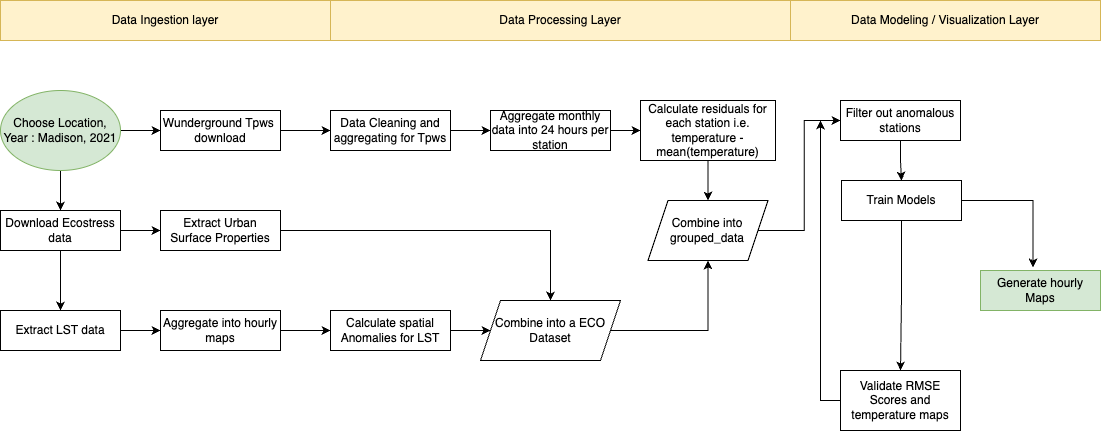 Data Ingestion layer
Data Processing Layer
Data Modeling / Visualization Layer
Choose Location,
Year : Madison, 2021
Wunderground Tpws
download
Data Cleaning and
aggregating for Tpws
Aggregate monthly
data into 24 hours per
station
Calculate residuals for
each station i.e.
temperature -
mean(temperature)
Filter out anomalous
stations
Train Models
Download Ecostress
data
Extract Urban
Surface Properties
Combine into
grouped_data
Generate hourly
Maps
Extract LST data
Aggregate into hourly
maps
Calculate spatial
Anomalies for LST
Combine into a ECO
Dataset
Validate RMSE
Scores and
temperature maps